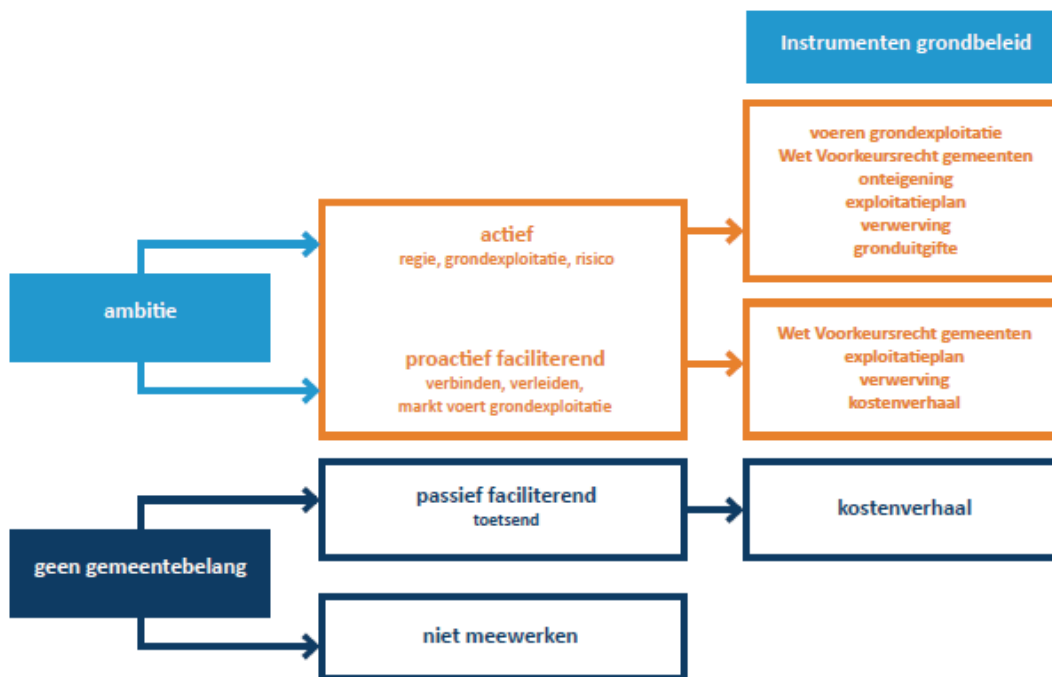 Instrumenten grondbeleid
voeren grondexploitatie
Wet Voorkeursrecht gemeenten
onteigening
exploitatieplan
verwerving
gronduitgifte
actief
regie, grondexploitatie, risico
ambitie
proactief faciliterend
verbinden, verleiden,
markt voert grondexploitatie
Wet Voorkeursrecht gemeenten
exploitatieplan
verwerving
kostenverhaal
passief faciliterend
toetsend
kostenverhaal
geen gemeentebelang
niet meewerken